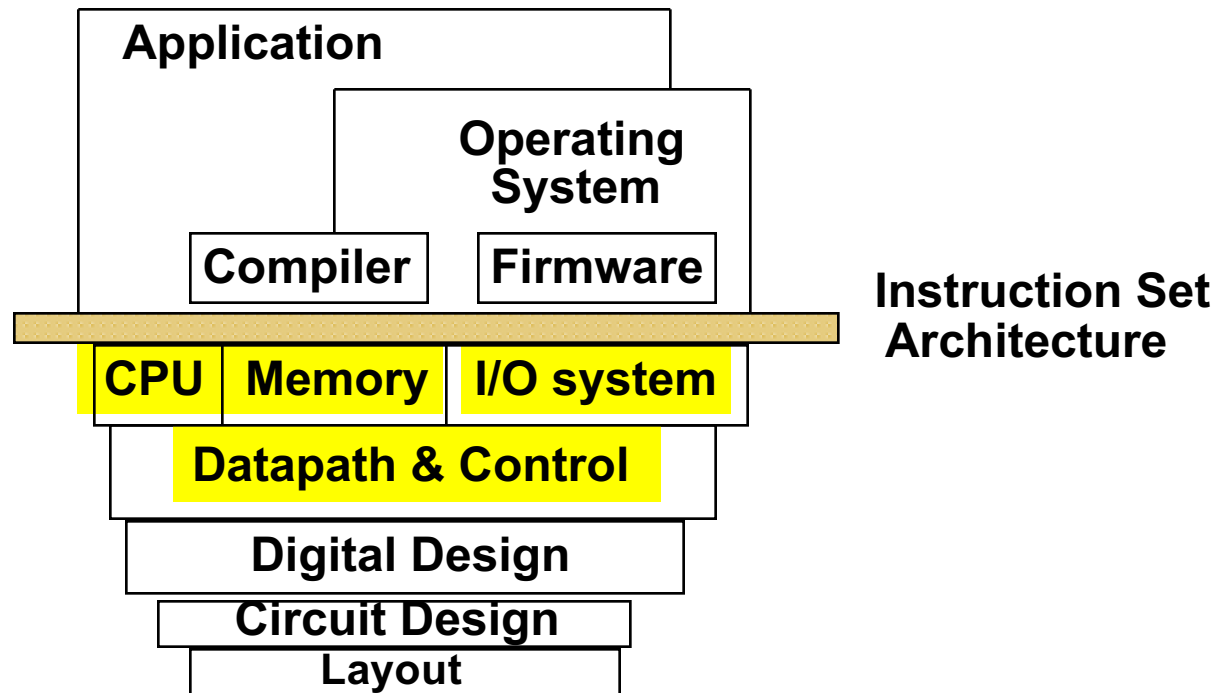 Application
Operating
System
Compiler
Firmware
Instruction Set
Architecture
CPU
Memory
I/O system
Datapath & Control
Digital Design
Circuit Design
Layout